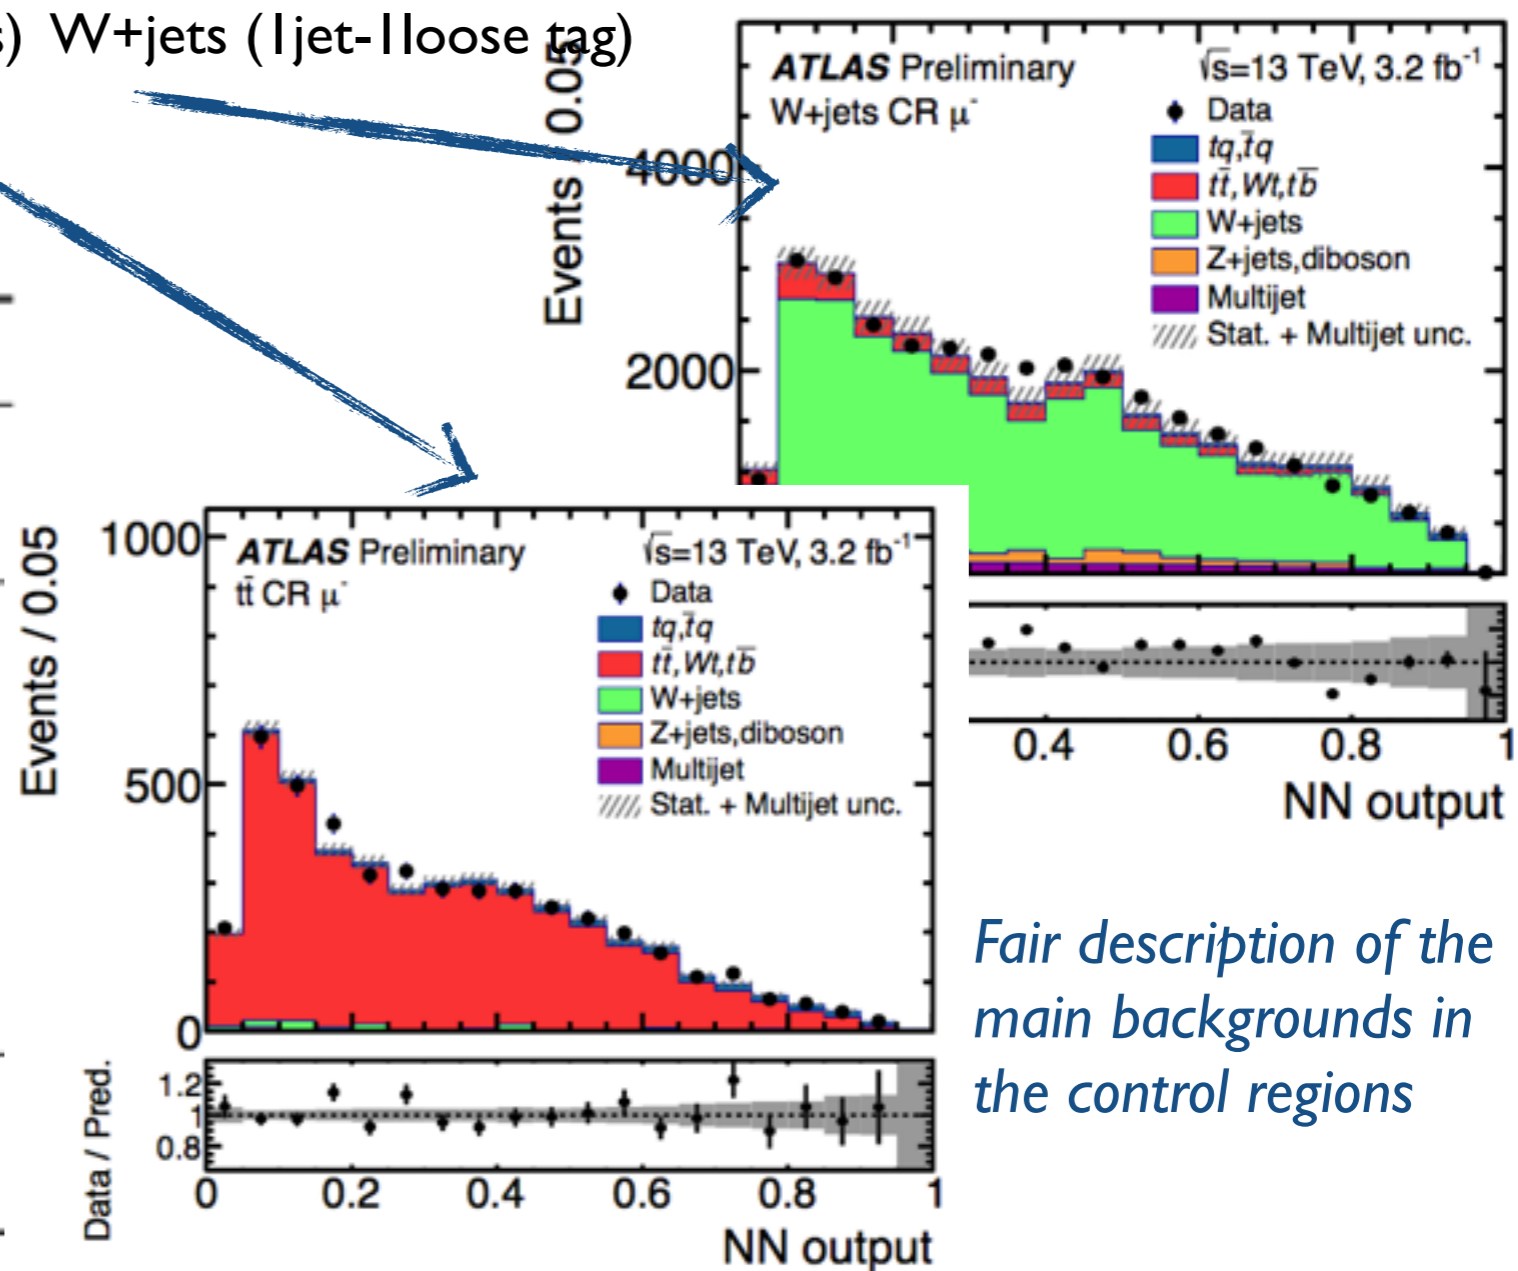 s) W+jets (1jet-1loose tag)
ATLAS Preliminary
√s=13 TeV, 3.2 fb⁻¹
W+jets CR μ⁻
Data
tq,t̄q
tt̄,Wt,tb̄
W+jets
Z+jets,diboson
Multijet
Stat. + Multijet unc.
Events / 0.05
4000
2000
0.4 0.6 0.8 1
NN output
ATLAS Preliminary
√s=13 TeV, 3.2 fb⁻¹
tt̄ CR μ⁻
Data
tq,t̄q
tt̄,Wt,tb̄
W+jets
Z+jets,diboson
Multijet
Stat. + Multijet unc.
Events / 0.05
1000
500
0
Data / Pred.
1.2
1
0.8
0 0.2 0.4 0.6 0.8 1
NN output
Fair description of the
main backgrounds in
the control regions